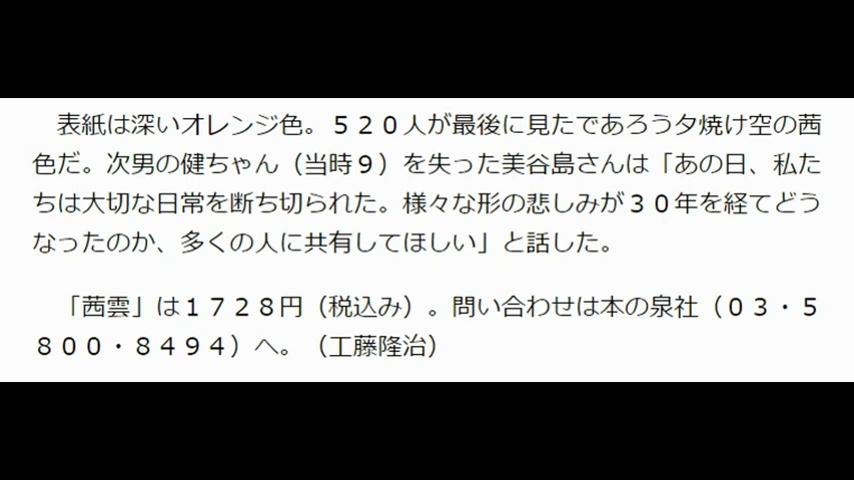 表紙は深いオレンジ色。５２０人が最後に見たであろう夕焼け空の茜
色だ。次男の健ちゃん（当時９）を失った美谷島さんは「あの日、私た
ちは大切な日常を断ち切られた。様々な形の悲しみが３０年を経てどう
なったのか、多くの人に共有してほしい」と話した。
「茜雲」は１７２８円（税込み）。問い合わせは本の泉社（０３・５
８００・８４９４）へ。（工藤隆治）